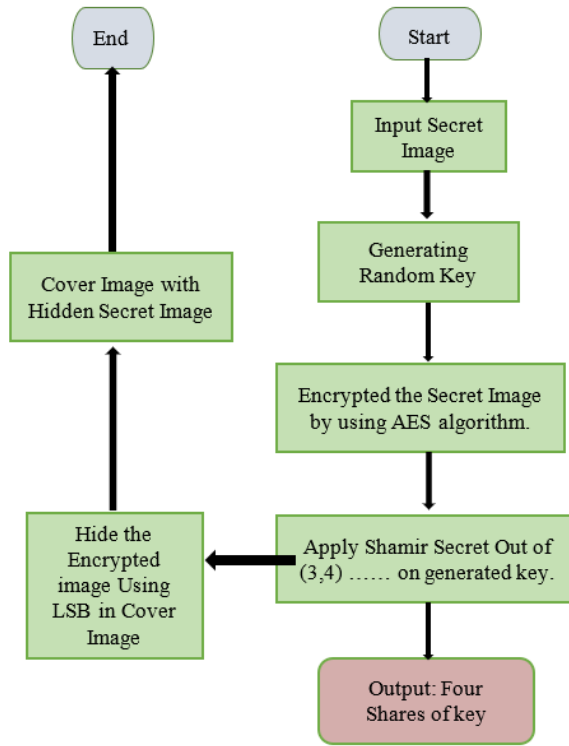 Start
Input Secret
Image
Generating
Random Key
Encrypted the Secret Image
by using AES algorithm.
Apply Shamir Secret Out of
(3,4) …… on generated key.
Output: Four
Shares of key
Hide the
Encrypted
image Using
LSB in Cover
Image
Cover Image with
Hidden Secret Image
End